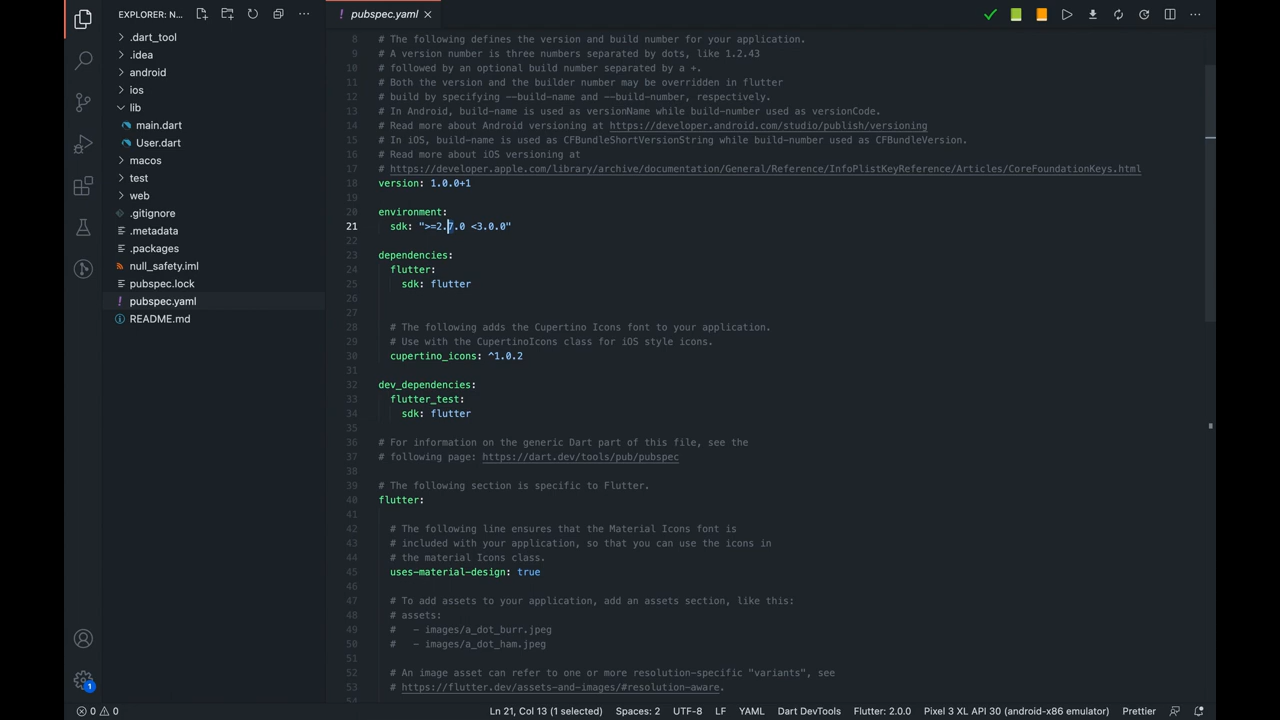 EXPLORER: N...
pubspec.yaml
.dart_tool
.idea
android
ios
lib
main.dart
User.dart
macos
test
web
.gitignore
.metadata
.packages
null_safety.iml
pubspec.lock
pubspec.yaml
README.md
8 # The following defines the version and build number for your application.
9 # A version number is three numbers separated by dots, like 1.2.43
10 # followed by an optional build number separated by a +.
11 # Both the version and the builder number may be overridden in flutter
12 # build by specifying --build-name and --build-number, respectively.
13 # In Android, build-name is used as versionName while build-number used as versionCode.
14 # Read more about Android versioning at https://developer.android.com/studio/publish/versioning
15 # In iOS, build-name is used as CFBundleShortVersionString while build-number used as CFBundleVersion.
16 # Read more about iOS versioning at
17 # https://developer.apple.com/library/archive/documentation/General/Reference/InfoPlistKeyReference/Articles/CoreFoundationKeys.html
18 version: 1.0.0+1
19
20 environment:
21 sdk: ">=2.7.0 <3.0.0"
22
23 dependencies:
24 flutter:
25 sdk: flutter
26
27
28 # The following adds the Cupertino Icons font to your application.
29 # Use with the CupertinoIcons class for iOS style icons.
30 cupertino_icons: ^1.0.2
31
32 dev_dependencies:
33 flutter_test:
34 sdk: flutter
35
36 # For information on the generic Dart part of this file, see the
37 # following page: https://dart.dev/tools/pub/pubspec
38
39 # The following section is specific to Flutter.
40 flutter:
41
42 # The following line ensures that the Material Icons font is
43 # included with your application, so that you can use the icons in
44 # the material Icons class.
45 uses-material-design: true
46
47 # To add assets to your application, add an assets section, like this:
48 # assets:
49 #   - images/a_dot_burr.jpeg
50 #   - images/a_dot_ham.jpeg
51
52 # An image asset can refer to one or more resolution-specific "variants", see
53 # https://flutter.dev/assets-and-images/#resolution-aware.
1
0 0 Ln 21, Col 13 (1 selected) Spaces: 2 UTF-8 LF YAML Dart DevTools Flutter: 2.0.0 Pixel 3 XL API 30 (android-x86 emulator) Prettier